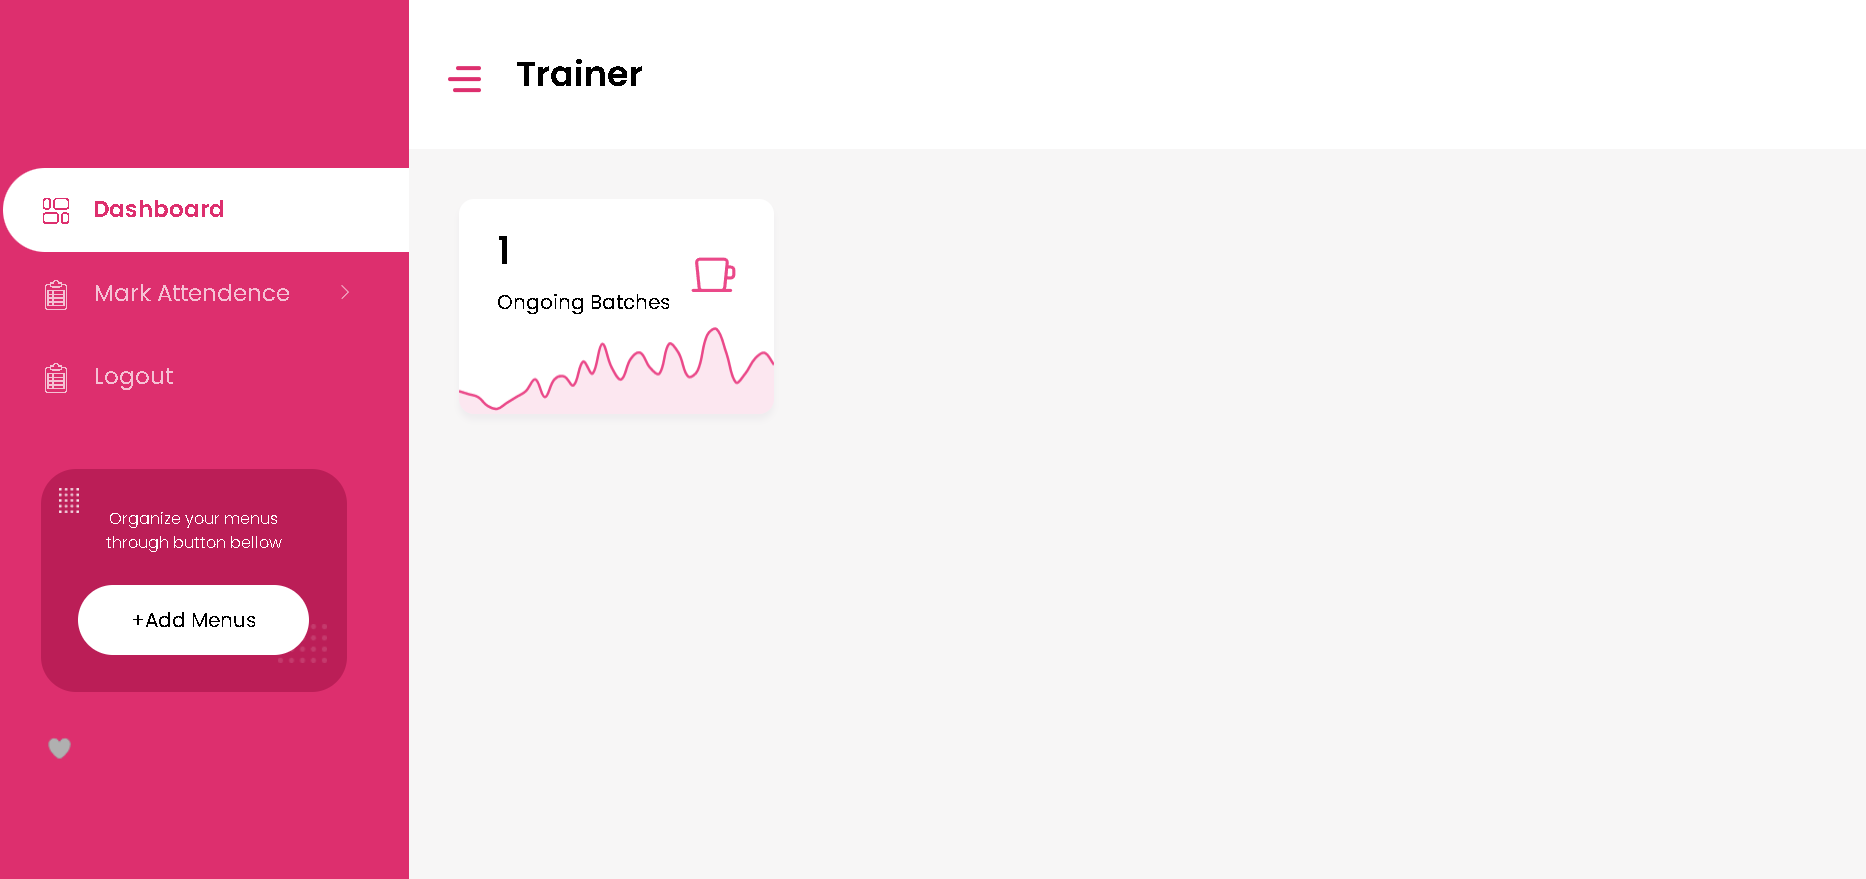 Trainer
Dashboard
Mark Attendence
Logout
Organize your menus
through button bellow
+Add Menus
1
Ongoing Batches